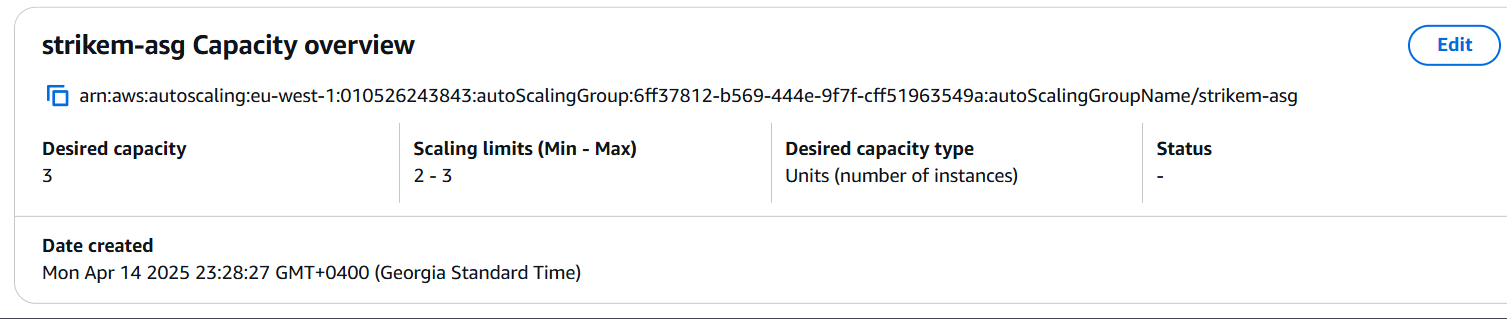 strikem-asg Capacity overview
Edit
arn:aws:autoscaling:eu-west-1:010526243843:autoScalingGroup:6ff37812-b569-444e-9f7f-cff51963549a:autoScalingGroupName/strikem-asg
Desired capacity
3
Scaling limits (Min - Max)
2 - 3
Desired capacity type
Units (number of instances)
Status
-
Date created
Mon Apr 14 2025 23:28:27 GMT+0400 (Georgia Standard Time)